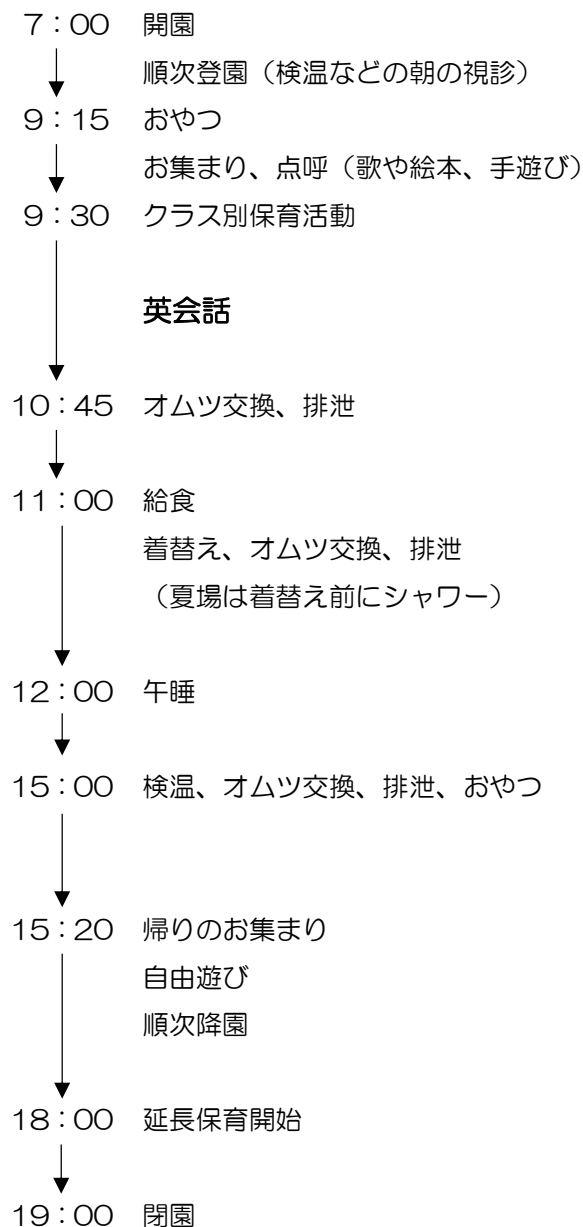 7：00 開園
順次登園（検温などの朝の視診）
9：15 おやつ
お集まり、点呼（歌や絵本、手遊び）
9：30 クラス別保育活動
英会話
10：45 オムツ交換、排泄
11：00 給食
着替え、オムツ交換、排泄
（夏場は着替え前にシャワー）
12：00 午睡
15：00 検温、オムツ交換、排泄、おやつ
15：20 帰りのお集まり
自由遊び
順次降園
18：00 延長保育開始
19：00 閉園